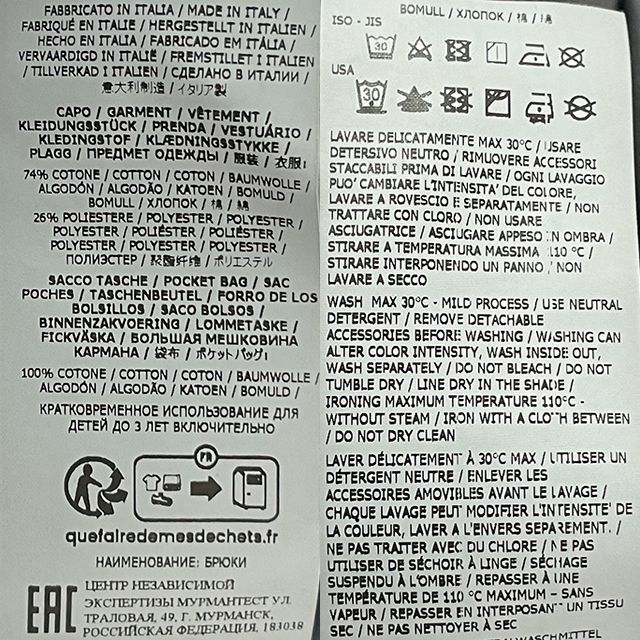 FABBRICATO IN ITALIA / MADE IN ITALY /
FABRIQUÉ EN ITALIE / HERGESTELLT IN ITALIEN /
HECHO EN ITALIA / FABRICADO EM ITÁLIA /
VERVAARDIGD IN ITALIË / FREMSTILLET I ITALIEN
/ TILLVERKAD I ITALIEN / СДЕЛАНО В ИТАЛИИ /
意大利制造 / イタリア製
CAPO / GARMENT / VÊTEMENT /
KLEIDUNGSSTÜCK / PRENDA / VESTUÁRIO /
KLEDINGSTOF / KLÆDNINGSSTYKKE /
PLAGG / ПРЕДМЕТ ОДЕЖДЫ / 服装 / 衣服:
74% COTONE / COTTON / COTON / BAUMWOLLE /
ALGODÓN / ALGODÃO / KATOEN / BOMULD /
BOMULL / ХЛОПОК / 棉 / 綿
26% POLIESTERE / POLYESTER / POLYESTER /
POLYESTER / POLIÉSTER / POLIÉSTER /
POLYESTER / POLYESTER / POLYESTER /
ПОЛИЭСТЕР / 聚酯纤维 / ポリエステル
SACCO TASCHE / POCKET BAG / SAC
POCHES / TASCHENBEUTEL / FORRO DE LOS
BOLSILLOS / SACO BOLSOS /
BINNENZAKVOERING / LOMMETASKE /
FICKVÄSKA / БОЛЬШАЯ МЕШКОВИНА
КАРМАНА / 袋布 / ポケットバッグ:
100% COTONE / COTTON / COTON / BAUMWOLLE /
ALGODÓN / ALGODÃO / KATOEN / BOMULD /
КРАТКОВРЕМЕННОЕ ИСПОЛЬЗОВАНИЕ ДЛЯ
ДЕТЕЙ ДО 3 ЛЕТ ВКЛЮЧИТЕЛЬНО
FR
quefairedemesdechets.fr
НАИМЕНОВАНИЕ: БРЮКИ
EAC
ЦЕНТР НЕЗАВИСИМОЙ
ЭКСПЕРТИЗЫ МУРМАНТЕСТ УЛ.
ТРАЛОВАЯ, 49, Г. МУРМАНСК,
РОССИЙСКАЯ ФЕДЕРАЦИЯ, 183038
BOMULL / ХЛОПОК / 棉 / 綿
ISO - JIS
30
USA
30
LAVARE DELICATAMENTE MAX 30°C / USARE
DETERSIVO NEUTRO / RIMUOVERE ACCESSORI
STACCABILI PRIMA DI LAVARE / OGNI LAVAGGIO
PUO' CAMBIARE L'INTENSITA' DEL COLORE,
LAVARE A ROVESCIO E SEPARATAMENTE / NON
TRATTARE CON CLORO / NON USARE
ASCIUGATRICE / ASCIUGARE APPESO IN OMBRA /
STIRARE A TEMPERATURA MASSIMA 110 °C /
STIRARE INTERPONENDO UN PANNO / NON
LAVARE A SECCO
WASH MAX 30°C - MILD PROCESS / USE NEUTRAL
DETERGENT / REMOVE DETACHABLE
ACCESSORIES BEFORE WASHING / WASHING CAN
ALTER COLOR INTENSITY, WASH INSIDE OUT,
WASH SEPARATELY / DO NOT BLEACH / DO NOT
TUMBLE DRY / LINE DRY IN THE SHADE /
IRONING MAXIMUM TEMPERATURE 110°C -
WITHOUT STEAM / IRON WITH A CLOTH BETWEEN
/ DO NOT DRY CLEAN
LAVER DÉLICATEMENT À 30°C MAX / UTILISER UN
DÉTERGENT NEUTRE / ENLEVER LES
ACCESSOIRES AMOVIBLES AVANT LE LAVAGE /
CHAQUE LAVAGE PEUT MODIFIER L'INTENSITE' DE
LA COULEUR, LAVER A L'ENVERS SEPAREMENT. /
NE PAS TRAITER AVEC DU CHLORE / NE PAS
UTILISER DE SÉCHOIR À LINGE / SÉCHAGE
SUSPENDU À L'OMBRE / REPASSER À UNE
TEMPÉRATURE DE 110 °C MAXIMUM - SANS
VAPEUR / REPASSER EN INTERPOSANT UN TISSU
SEC / NE PAS NETTOYER À SEC